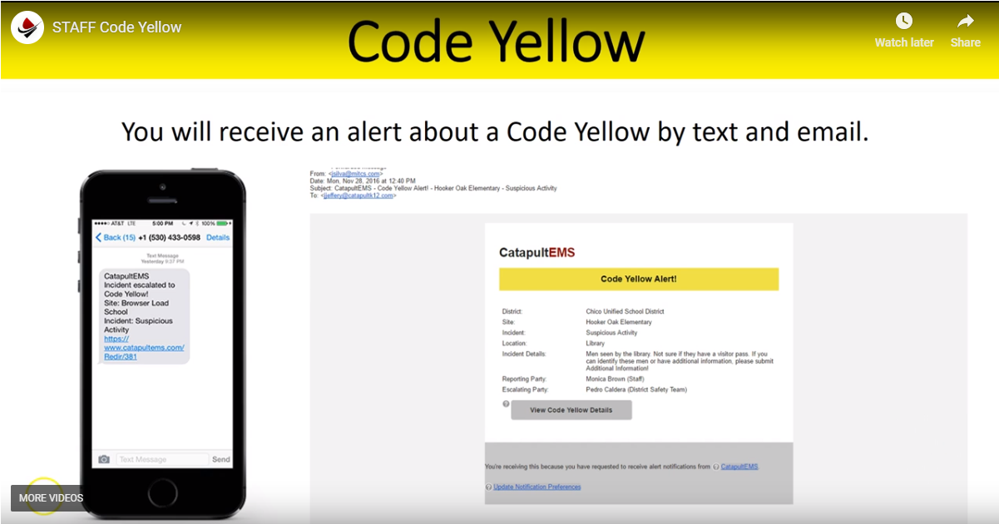 STAFF Code Yellow
Code Yellow
Watch later
Share
You will receive an alert about a Code Yellow by text and email.
●●●●○ AT&T LTE 5:00 PM 100%
Back (15) +1 (530) 433-0598 Details
Text Message
Yesterday 9:37 PM
CatapultEMS
Incident escalated to
Code Yellow!
Site: Browser Load
School
Incident: Suspicious
Activity
https://
www.catapultems.com/
Redir/381
Text Message
Send
From: <jsilva@mitcs.com>
Date: Mon, Nov 28, 2016 at 12:40 PM
Subject: CatapultEMS - Code Yellow Alert! - Hooker Oak Elementary - Suspicious Activity
To: <jjeffery@catapultk12.com>
CatapultEMS
Code Yellow Alert!
District: Chico Unified School District
Site: Hooker Oak Elementary
Incident: Suspicious Activity
Location: Library
Incident Details: Men seen by the library. Not sure if they have a visitor pass. If you
can identify these men or have additional information, please submit
Additional Information!
Reporting Party: Monica Brown (Staff)
Escalating Party: Pedro Caldera (District Safety Team)
View Code Yellow Details
You're receiving this because you have requested to receive alert notifications from CatapultEMS.
Update Notification Preferences
MORE VIDEOS